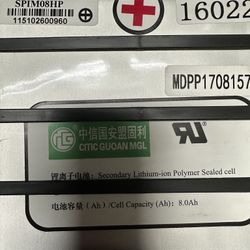 SPIM08HP
115102600960
16022
MDPP1708157
中信国安盟固利
CITIC GUOAN MGL
锂离子电池：Secondary Lithium-ion Polymer Sealed cell
电池容量（Ah）/Cell Capacity (Ah): 8.0Ah